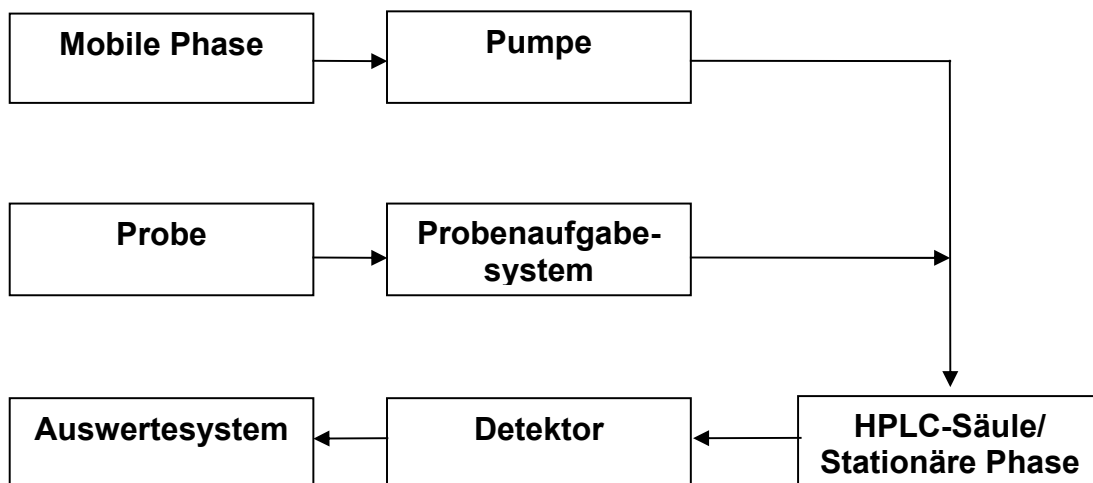 Mobile Phase
Pumpe
Probe
Probenaufgabe-
system
Auswertesystem
Detektor
HPLC-Säule/
Stationäre Phase